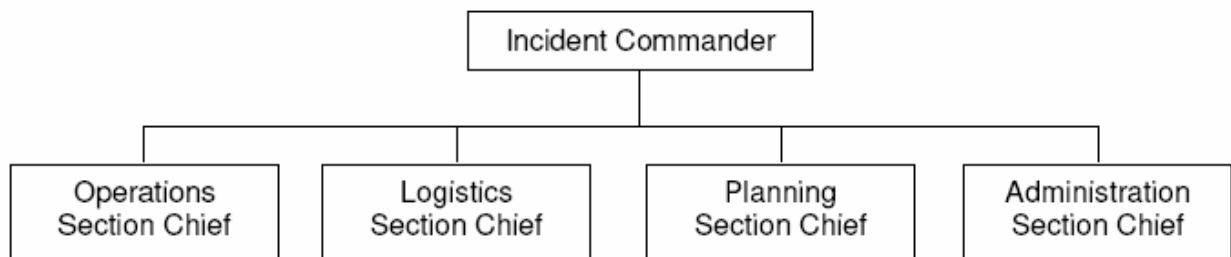 Incident Commander
Operations
Section Chief
Logistics
Section Chief
Planning
Section Chief
Administration
Section Chief